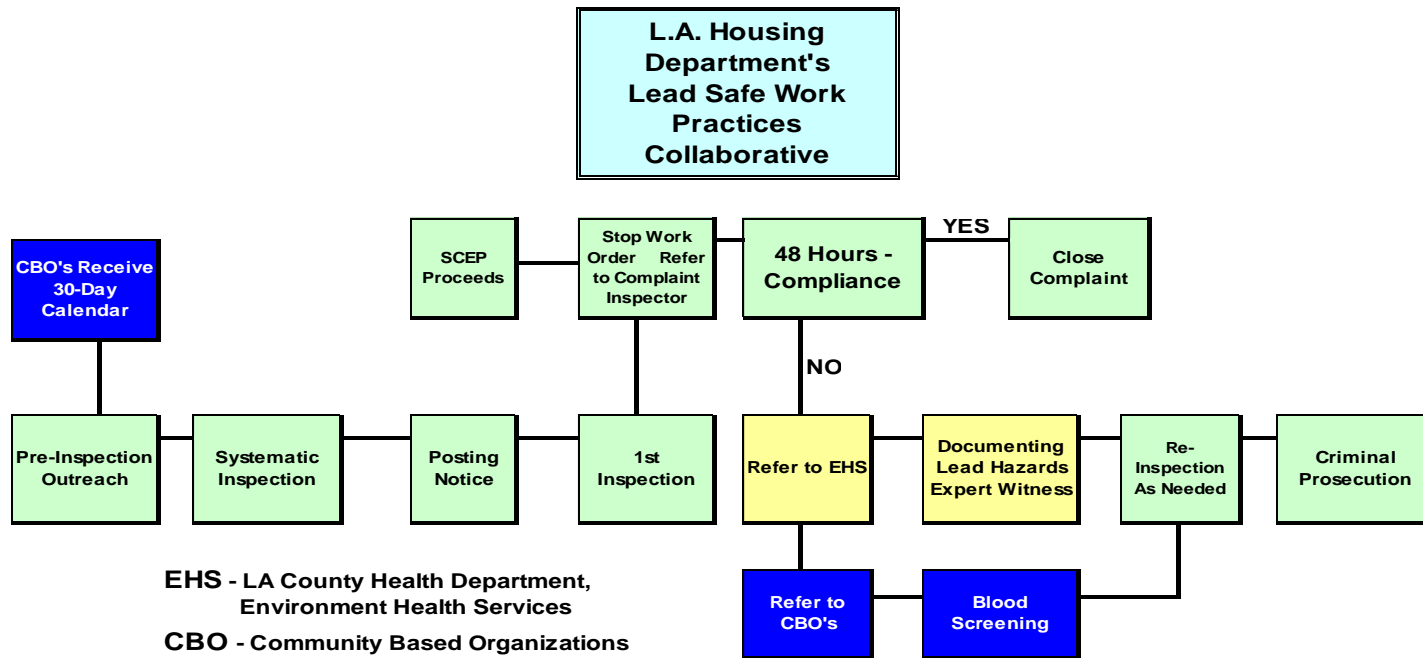 L.A. Housing
Department's
Lead Safe Work
Practices
Collaborative
CBO's Receive
30-Day
Calendar
SCEP
Proceeds
Stop Work
Order Refer
to Complaint
Inspector
48 Hours -
Compliance
YES
Close
Complaint
NO
Pre-Inspection
Outreach
Systematic
Inspection
Posting
Notice
1st
Inspection
Refer to EHS
Documenting
Lead Hazards
Expert Witness
Re-
Inspection
As Needed
Criminal
Prosecution
Refer to
CBO's
Blood
Screening
EHS - LA County Health Department,
Environment Health Services
CBO - Community Based Organizations